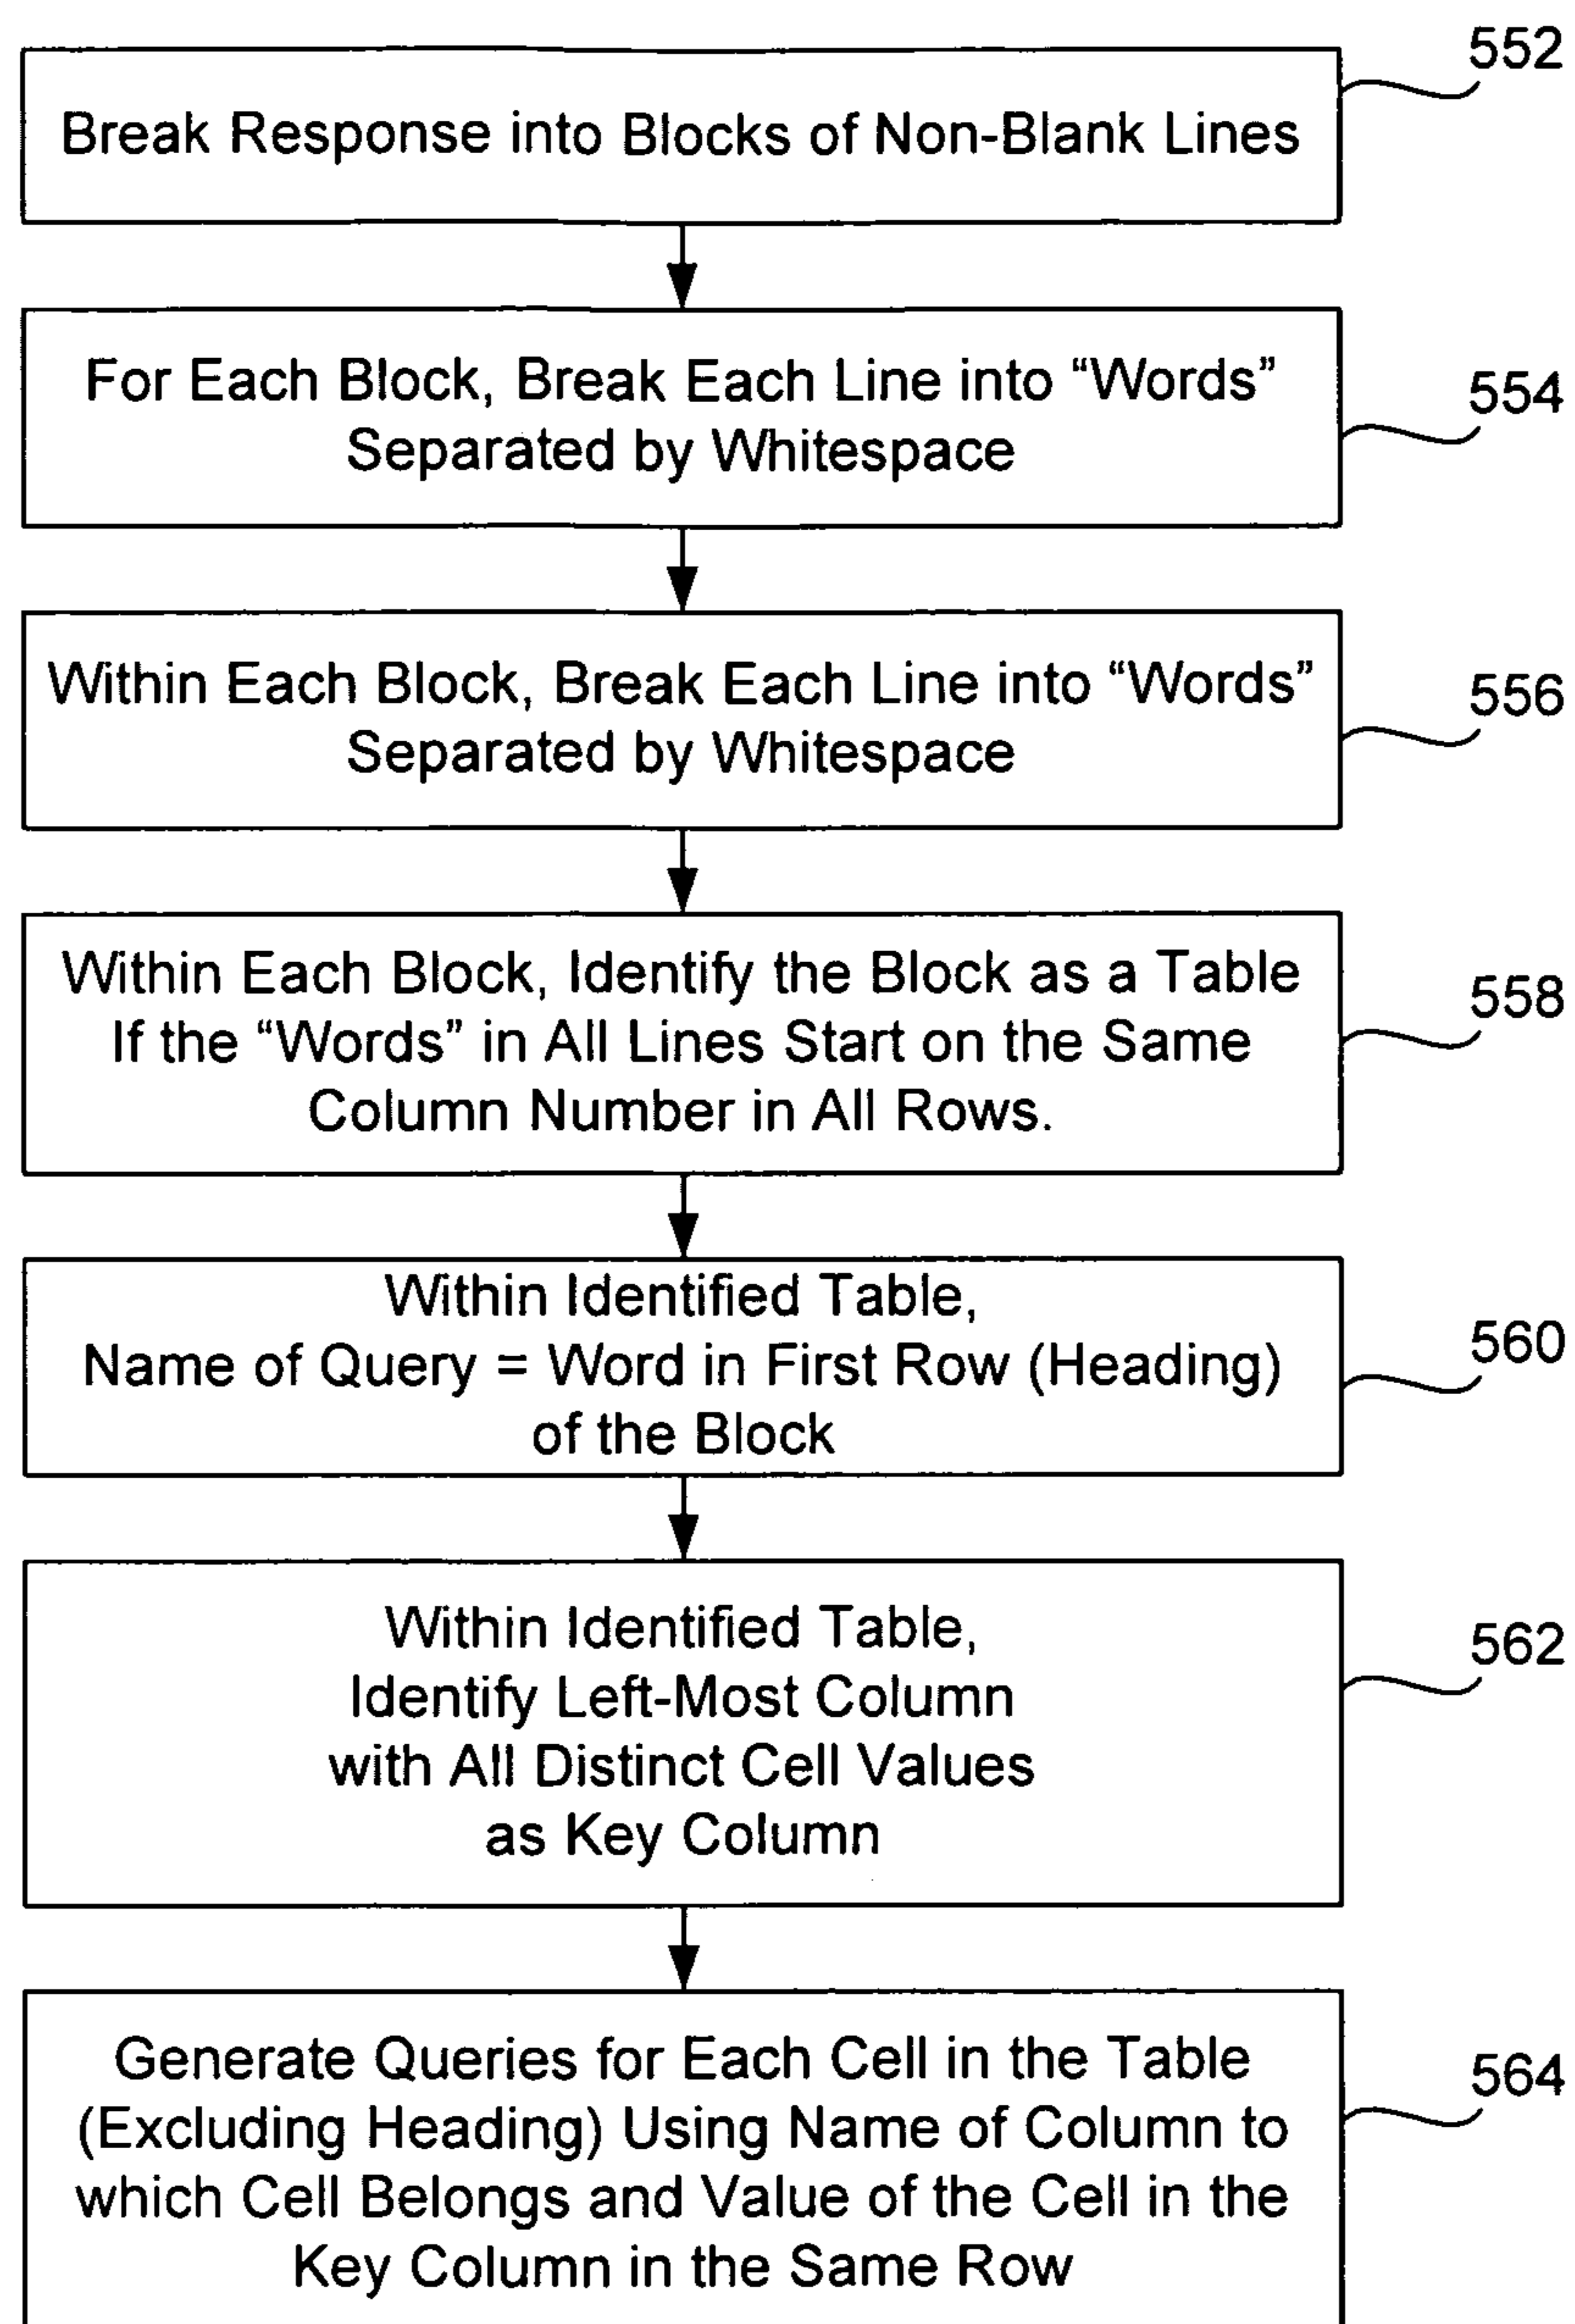 552
Break Response into Blocks of Non-Blank Lines
For Each Block, Break Each Line into “Words”
Separated by Whitespace
554
Within Each Block, Break Each Line into “Words”
Separated by Whitespace
556
Within Each Block, Identify the Block as a Table
If the “Words” in All Lines Start on the Same
Column Number in All Rows.
558
Within Identified Table,
Name of Query = Word in First Row (Heading)
of the Block
560
Within Identified Table,
Identify Left-Most Column
with All Distinct Cell Values
as Key Column
562
Generate Queries for Each Cell in the Table
(Excluding Heading) Using Name of Column to
which Cell Belongs and Value of the Cell in the
Key Column in the Same Row
564